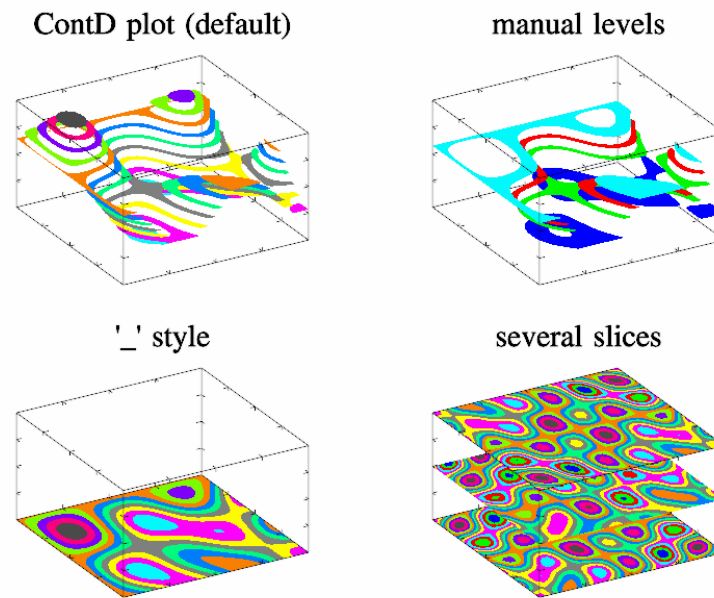 ContD plot (default)
manual levels
'_' style
several slices